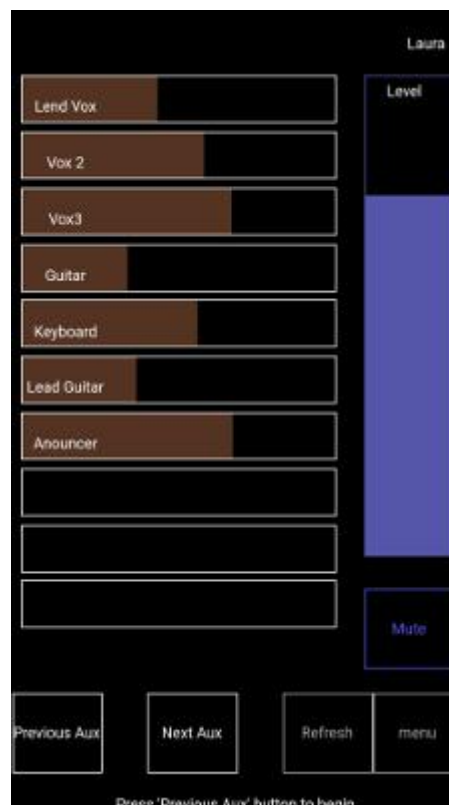 Laura
Level
Lend Vox
Vox 2
Vox3
Guitar
Keyboard
Lead Guitar
Anouncer
Mute
Previous Aux
Next Aux
Refresh
menu
Press 'Previous Aux' button to begin